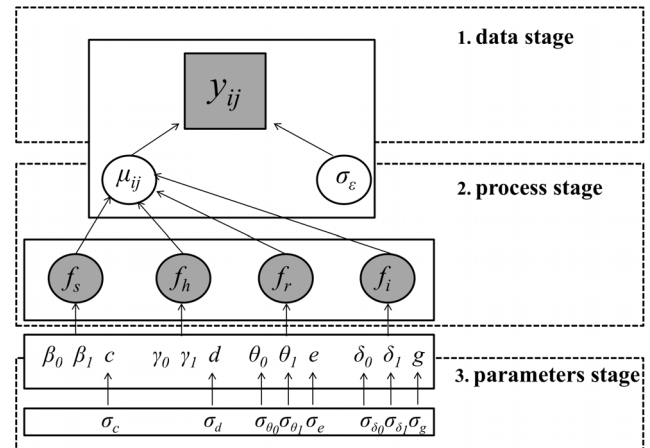 1. data stage
y_ij
μ_ij σ_ε
2. process stage
f_s f_h f_r f_i
β_0 β_1 c γ_0 γ_1 d θ_0 θ_1 e δ_0 δ_1 g
3. parameters stage
σ_c σ_d σ_θ0 σ_θ1 σ_e σ_δ0 σ_δ1 σ_g